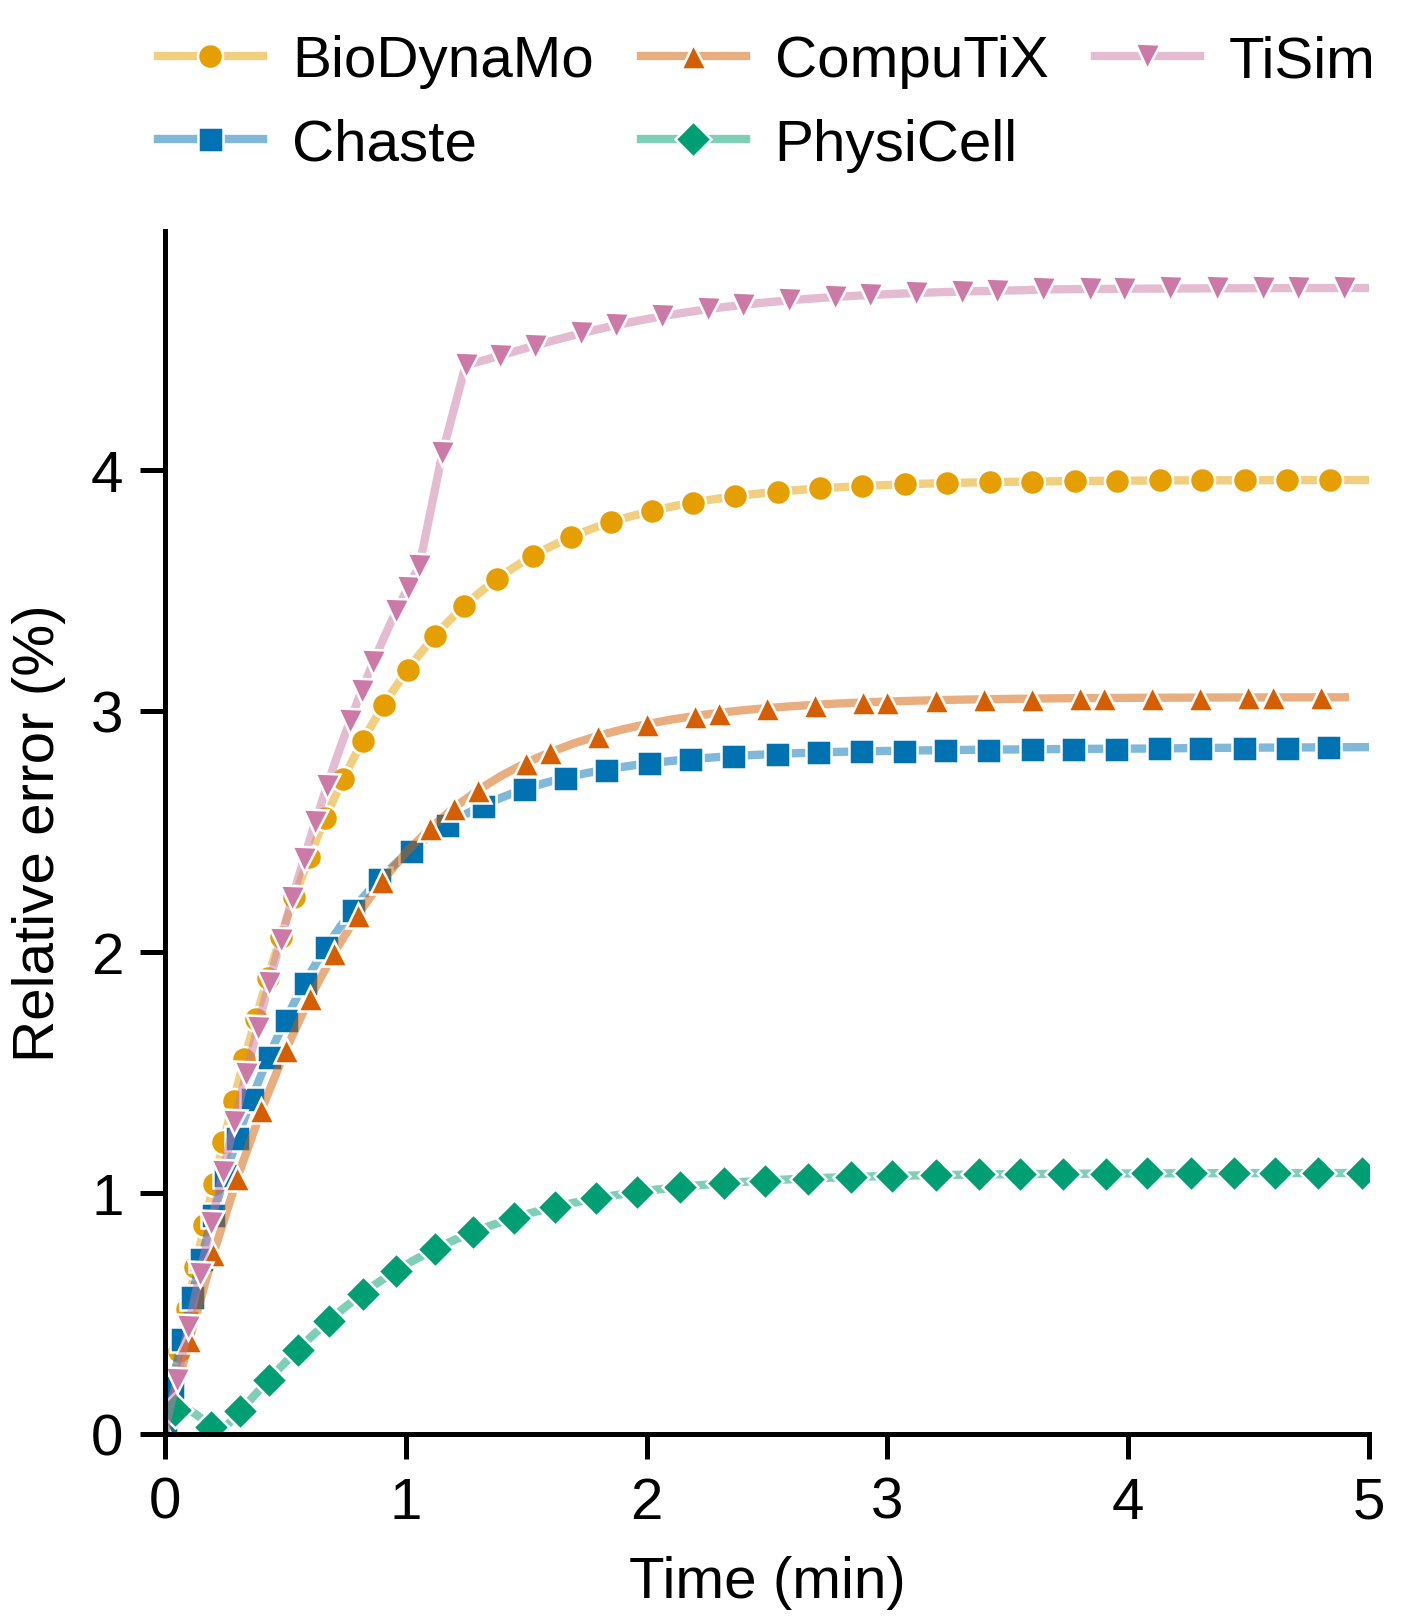 BioDynaMo CompuTiX TiSim
Chaste PhysiCell
Relative error (%)
4
3
2
1
0
0 1 2 3 4 5
Time (min)